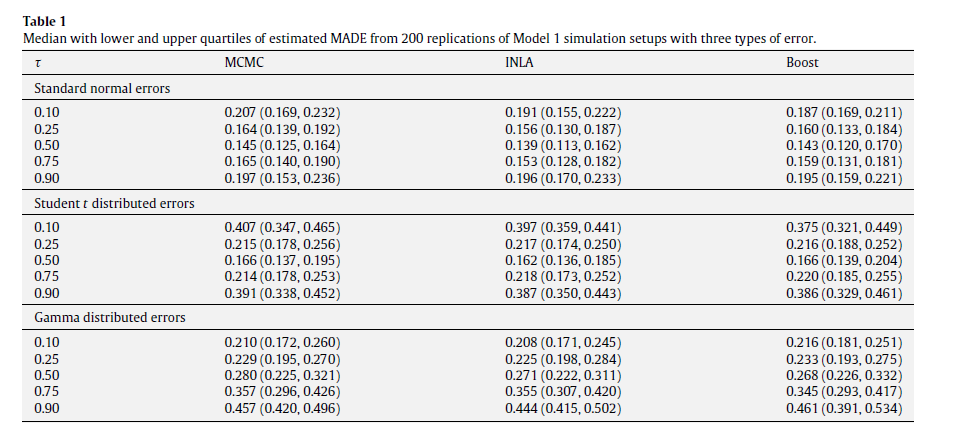 Table 1
Median with lower and upper quartiles of estimated MADE from 200 replications of Model 1 simulation setups with three types of error.
τ MCMC INLA Boost
Standard normal errors
0.10 0.207 (0.169, 0.232) 0.191 (0.155, 0.222) 0.187 (0.169, 0.211)
0.25 0.164 (0.139, 0.192) 0.156 (0.130, 0.187) 0.160 (0.133, 0.184)
0.50 0.145 (0.125, 0.164) 0.139 (0.113, 0.162) 0.143 (0.120, 0.170)
0.75 0.165 (0.140, 0.190) 0.153 (0.128, 0.182) 0.159 (0.131, 0.181)
0.90 0.197 (0.153, 0.236) 0.196 (0.170, 0.233) 0.195 (0.159, 0.221)
Student t distributed errors
0.10 0.407 (0.347, 0.465) 0.397 (0.359, 0.441) 0.375 (0.321, 0.449)
0.25 0.215 (0.178, 0.256) 0.217 (0.174, 0.250) 0.216 (0.188, 0.252)
0.50 0.166 (0.137, 0.195) 0.162 (0.136, 0.185) 0.166 (0.139, 0.204)
0.75 0.214 (0.178, 0.253) 0.218 (0.173, 0.252) 0.220 (0.185, 0.255)
0.90 0.391 (0.338, 0.452) 0.387 (0.350, 0.443) 0.386 (0.329, 0.461)
Gamma distributed errors
0.10 0.210 (0.172, 0.260) 0.208 (0.171, 0.245) 0.216 (0.181, 0.251)
0.25 0.229 (0.195, 0.270) 0.225 (0.198, 0.284) 0.233 (0.193, 0.275)
0.50 0.280 (0.225, 0.321) 0.271 (0.222, 0.311) 0.268 (0.226, 0.332)
0.75 0.357 (0.296, 0.426) 0.355 (0.307, 0.420) 0.345 (0.293, 0.417)
0.90 0.457 (0.420, 0.496) 0.444 (0.415, 0.502) 0.461 (0.391, 0.534)